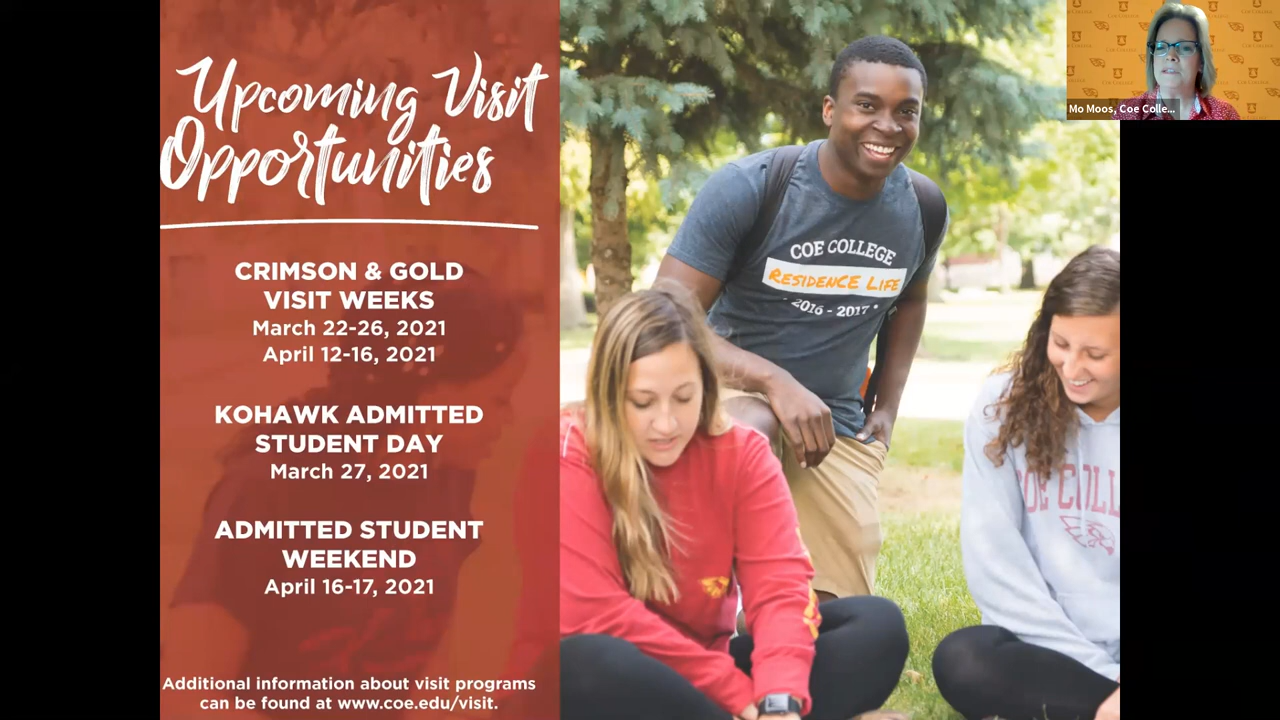 Upcoming Visit
Opportunities
CRIMSON & GOLD
VISIT WEEKS
March 22-26, 2021
April 12-16, 2021
KOHAWK ADMITTED
STUDENT DAY
March 27, 2021
ADMITTED STUDENT
WEEKEND
April 16-17, 2021
Additional information about visit programs
can be found at www.coe.edu/visit.
COE COLLEGE
RESIDENCE LIFE
- 2016 - 2017 -
OE COLL
Mo Moos, Coe Colle...